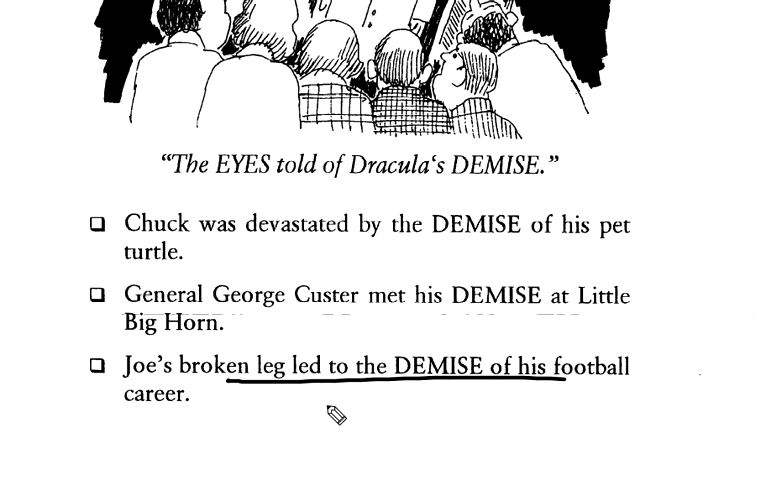 “The EYES told of Dracula‘s DEMISE.”
❑ Chuck was devastated by the DEMISE of his pet
turtle.
❑ General George Custer met his DEMISE at Little
Big Horn.
❑ Joe’s broken leg led to the DEMISE of his football
career.